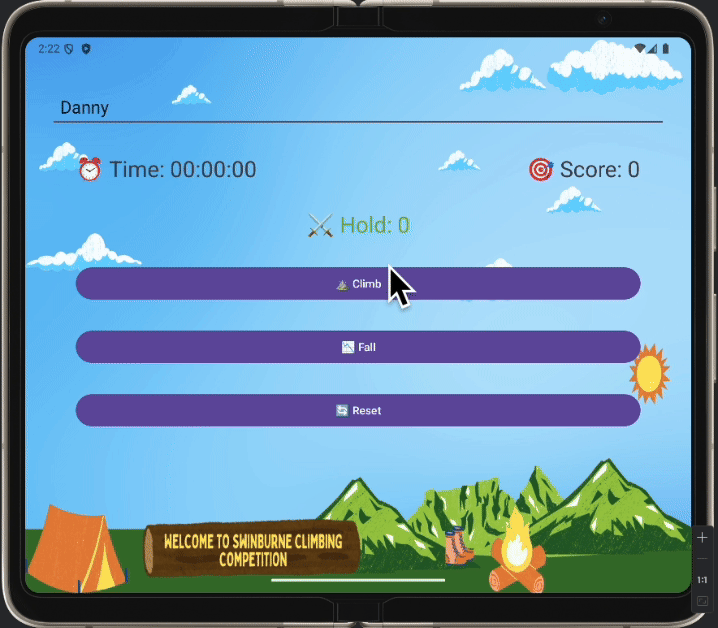 2:22
Danny
Time: 00:00:00
Score: 0
Hold: 0
Climb
Fall
Reset
WELCOME TO SWINBURNE CLIMBING
COMPETITION
1:1